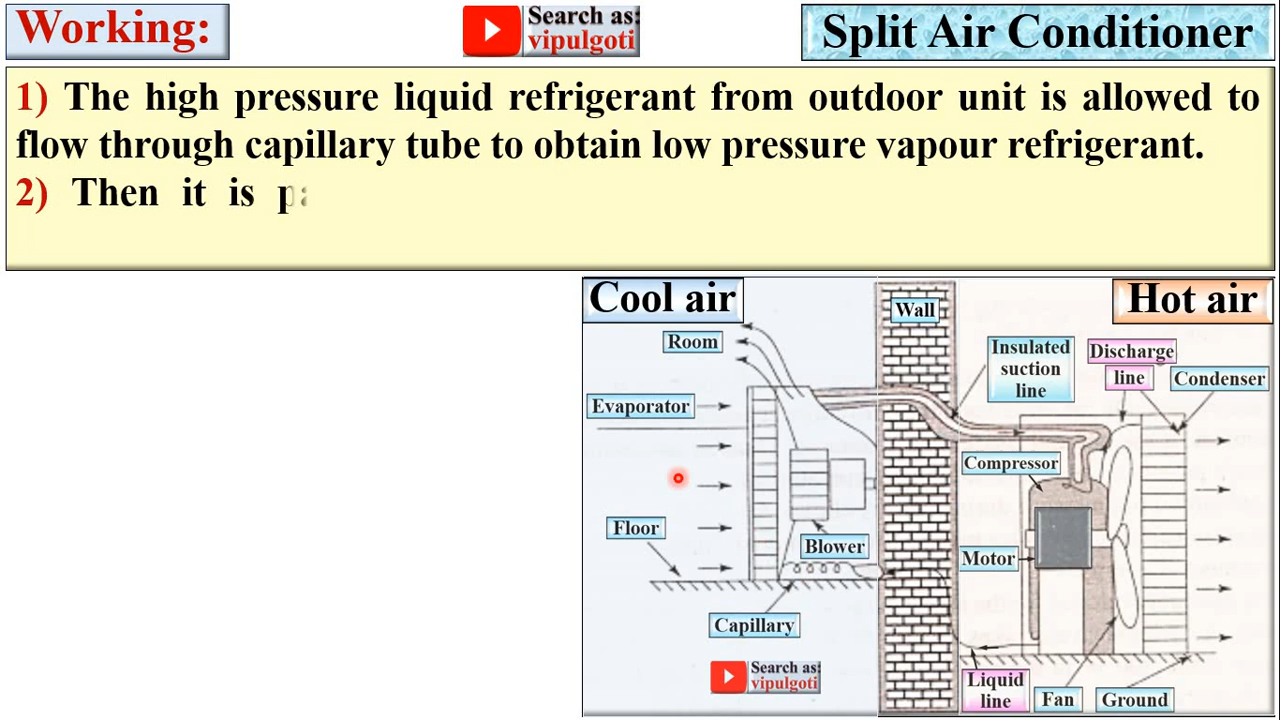 Working:
Search as:
vipulgoti
Split Air Conditioner
1) The high pressure liquid refrigerant from outdoor unit is allowed to
flow through capillary tube to obtain low pressure vapour refrigerant.
2) Then it is
Cool air
Wall
Hot air
Room
Insulated
suction
line
Discharge
line
Condenser
Evaporator
Compressor
Floor
Blower
Motor
Capillary
Search as:
vipulgoti
Liquid
line
Fan
Ground